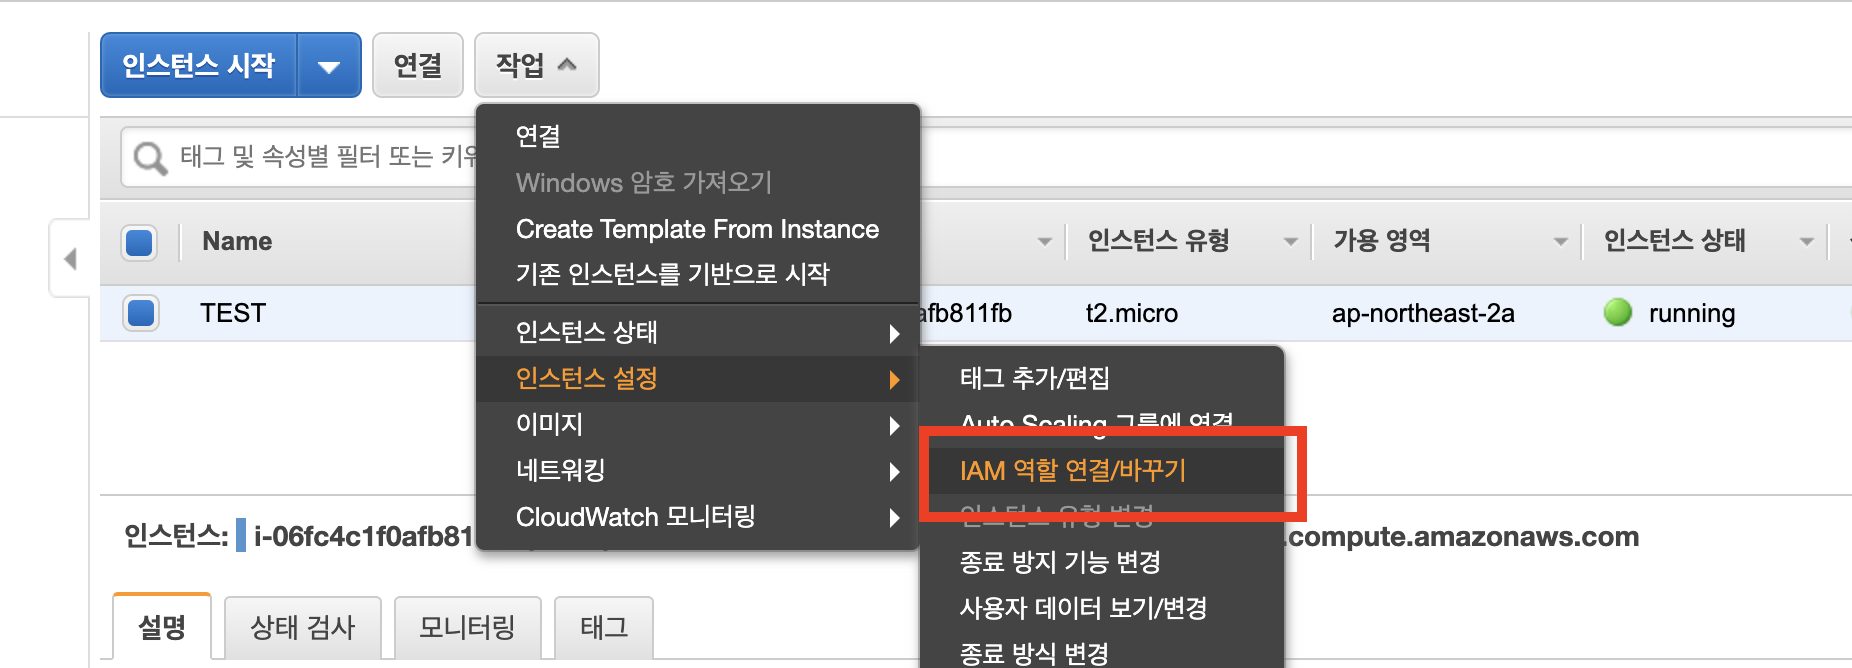 인스턴스 시작
연결
작업
태그 및 속성별 필터 또는 키워
연결
Windows 암호 가져오기
Create Template From Instance
기존 인스턴스를 기반으로 시작
인스턴스 상태
인스턴스 설정
이미지
네트워킹
CloudWatch 모니터링
태그 추가/편집
Auto Scaling 그룹에 연결
IAM 역할 연결/바꾸기
인스턴스 유형 변경
종료 방지 기능 변경
사용자 데이터 보기/변경
종료 방식 변경
Name
인스턴스 유형
가용 영역
인스턴스 상태
TEST
afb811fb
t2.micro
ap-northeast-2a
running
인스턴스: i-06fc4c1f0afb81
.compute.amazonaws.com
설명
상태 검사
모니터링
태그